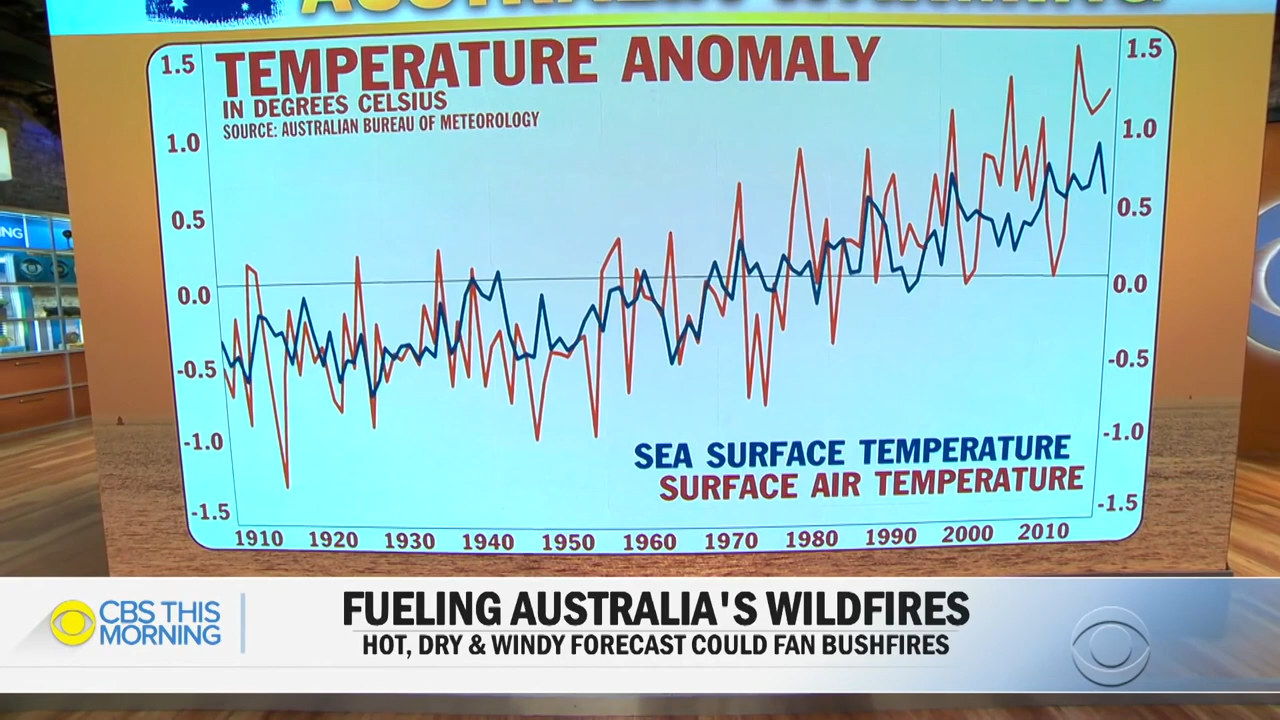 TEMPERATURE ANOMALY
IN DEGREES CELSIUS
SOURCE: AUSTRALIAN BUREAU OF METEOROLOGY
1.5
1.0
0.5
0.0
-0.5
-1.0
-1.5
1.5
1.0
0.5
0.0
-0.5
-1.0
-1.5
SEA SURFACE TEMPERATURE
SURFACE AIR TEMPERATURE
1910 1920 1930 1940 1950 1960 1970 1980 1990 2000 2010
NG
CBS THIS
MORNING
FUELING AUSTRALIA'S WILDFIRES
HOT, DRY & WINDY FORECAST COULD FAN BUSHFIRES